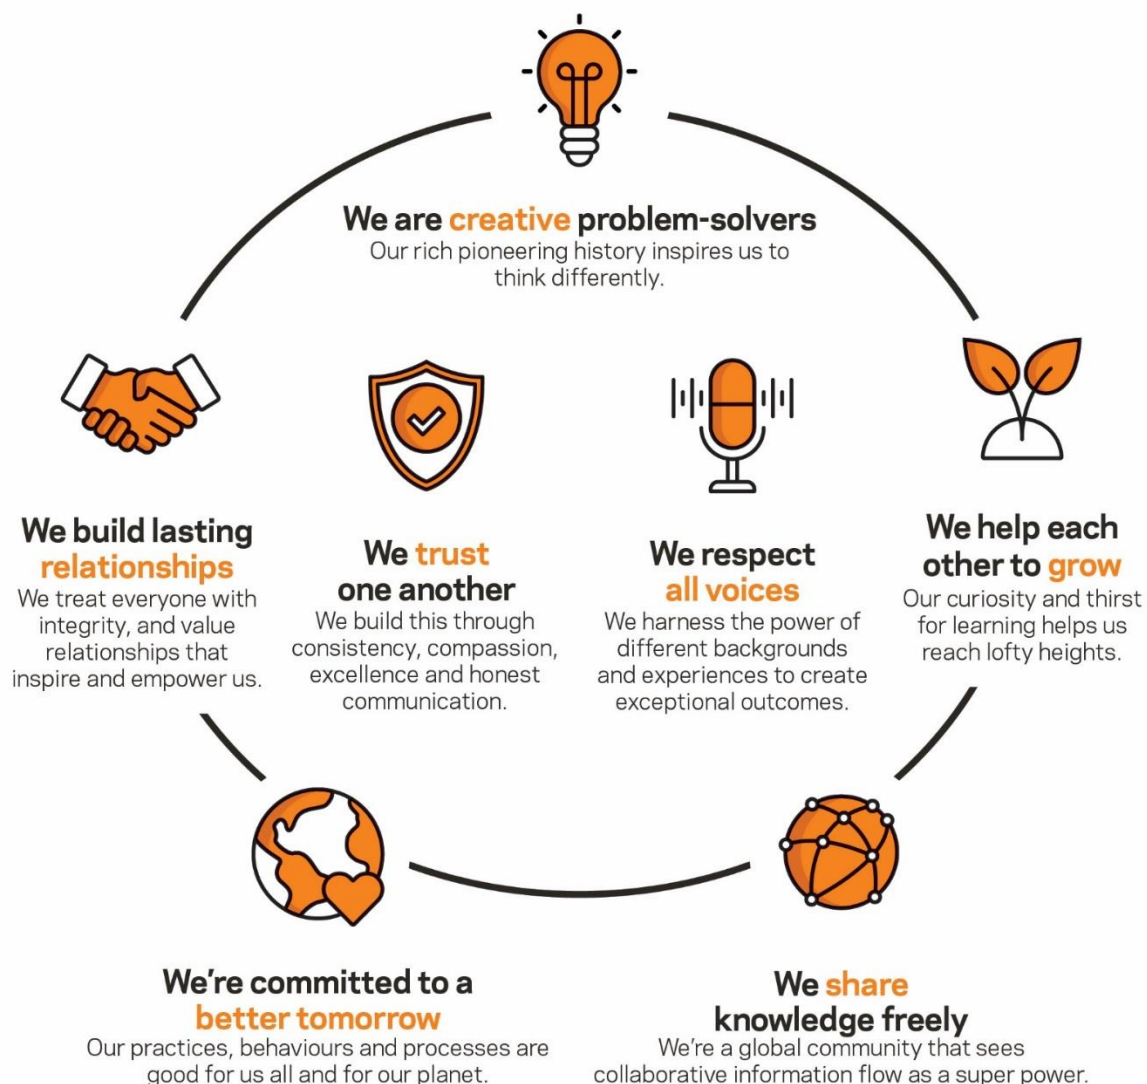 We are creative problem-solvers
Our rich pioneering history inspires us to
think differently.
We build lasting
relationships
We treat everyone with
integrity, and value
relationships that
inspire and empower us.
We trust
one another
We build this through
consistency, compassion,
excellence and honest
communication.
We respect
all voices
We harness the power of
different backgrounds
and experiences to create
exceptional outcomes.
We help each
other to grow
Our curiosity and thirst
for learning helps us
reach lofty heights.
We're committed to a
better tomorrow
Our practices, behaviours and processes are
good for us all and for our planet.
We share
knowledge freely
We're a global community that sees
collaborative information flow as a super power.